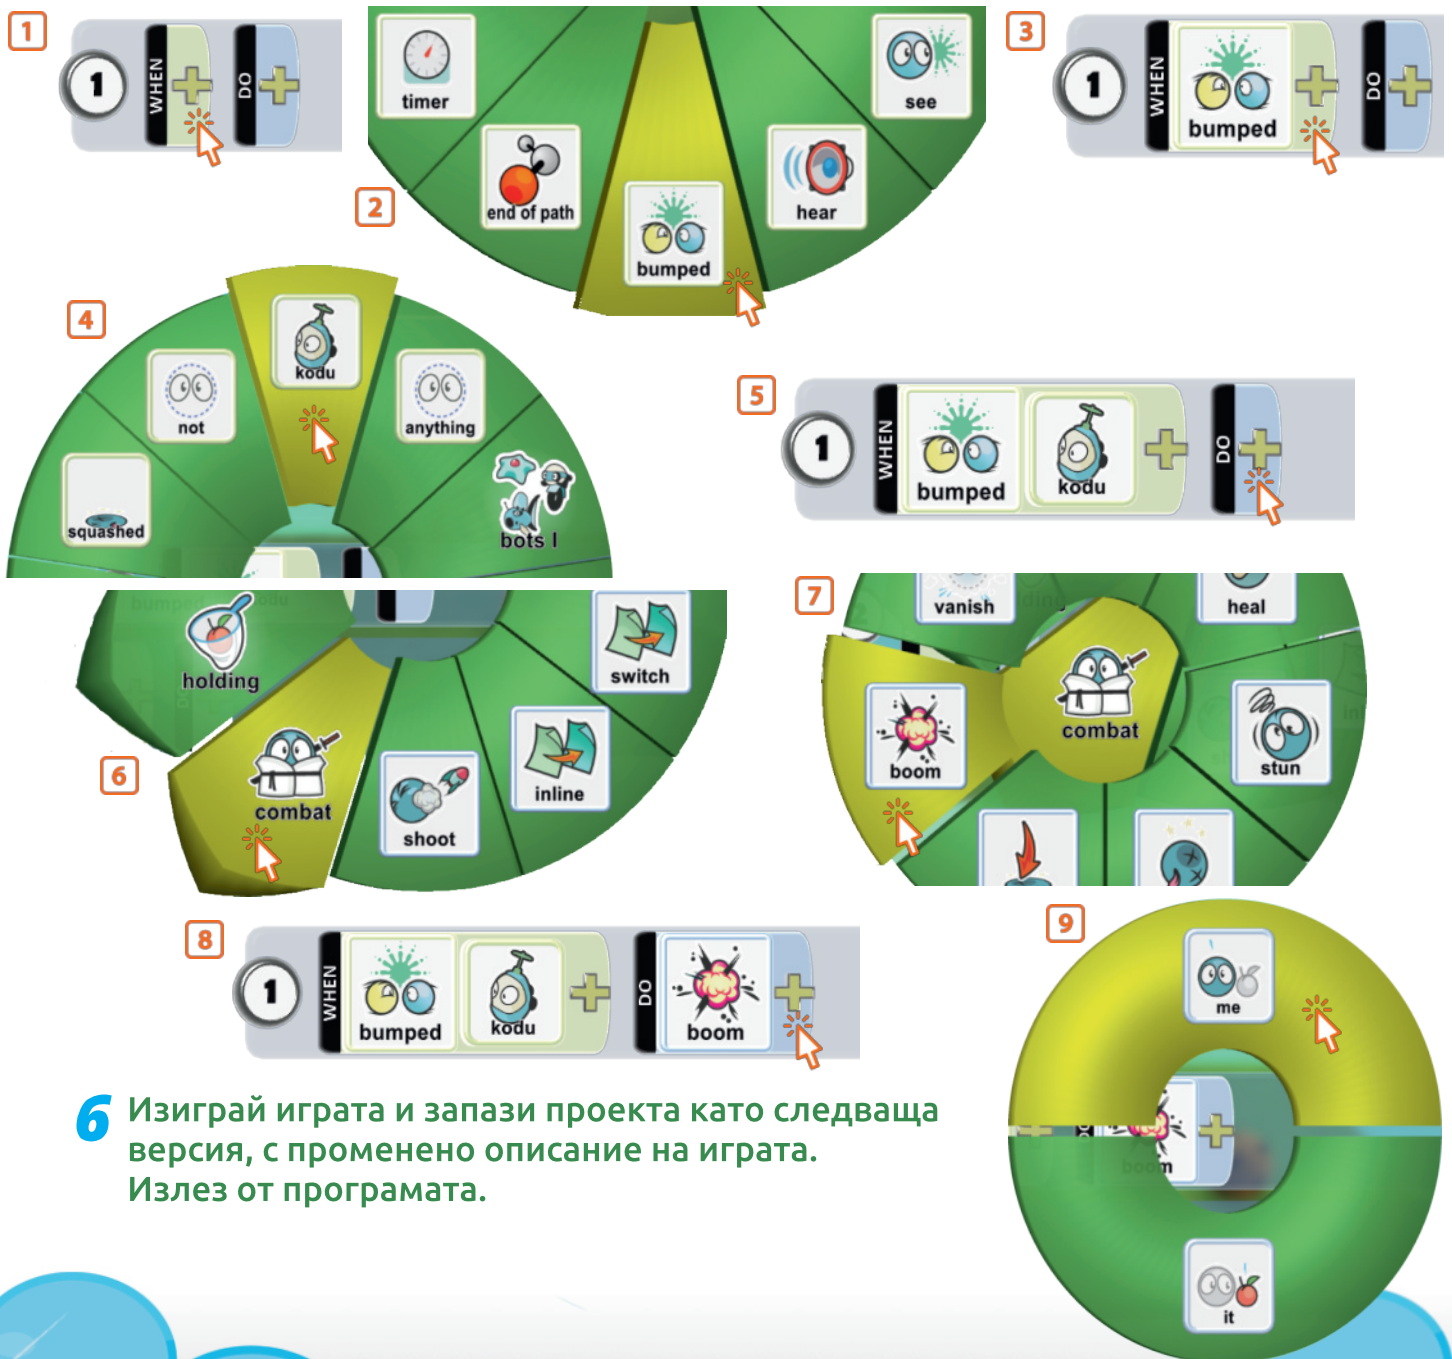 1
1
WHEN
DO
timer
end of path
bumped
hear
see
2
3
1
WHEN
bumped
DO
4
squashed
not
kodu
anything
bots I
5
1
WHEN
bumped
kodu
DO
6
holding
combat
shoot
inline
switch
7
vanish
heal
boom
combat
stun
8
1
WHEN
bumped
kodu
DO
boom
9
me
boom
it
6 Изиграй играта и запази проекта като следваща
версия, с променено описание на играта.
Излез от програмата.